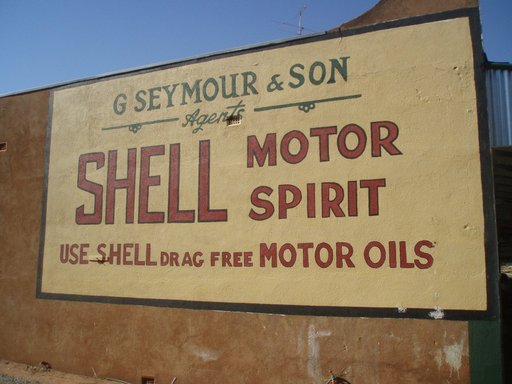 G SEYMOUR & SON
Agents
SHELL MOTOR SPIRIT
USE SHELL DRAG FREE MOTOR OILS